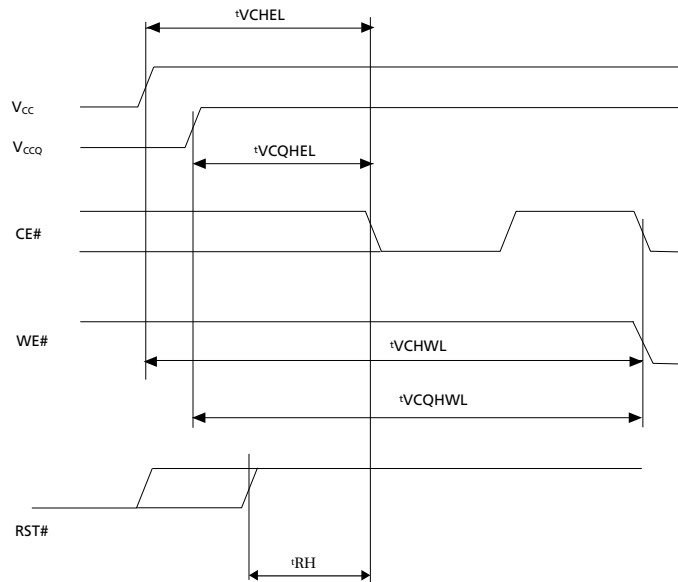 tVCHEL
VCC
VCCQ
tVCQHEL
CE#
WE#
tVCHWL
tVCQHWL
RST#
tRH